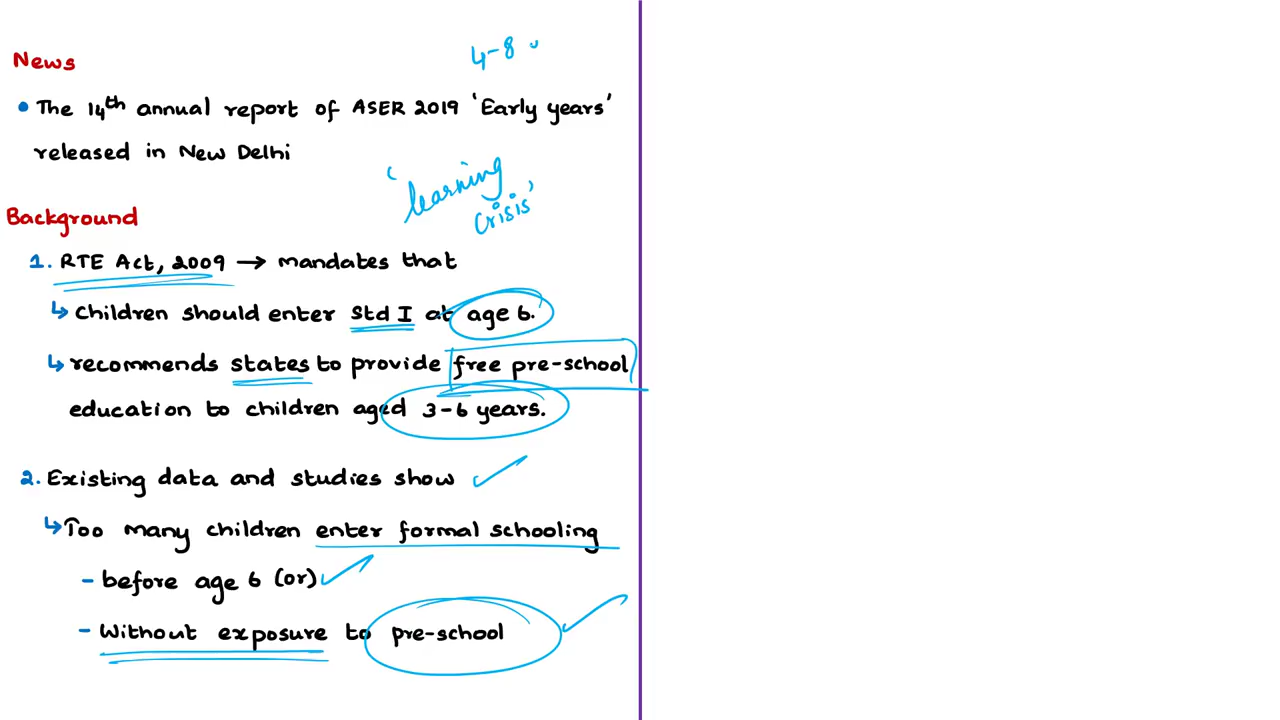 4-8
News
• The 14th annual report of ASER 2019 'Early years'
released in New Delhi
'learning
crisis'
Background
1. RTE Act, 2009 → mandates that
↳ Children should enter Std I at age 6.
↳ recommends states to provide free pre-school
education to children aged 3-6 years.
2. Existing data and studies show
↳ Too many children enter formal schooling
- before age 6 (or)
- Without exposure to pre-school